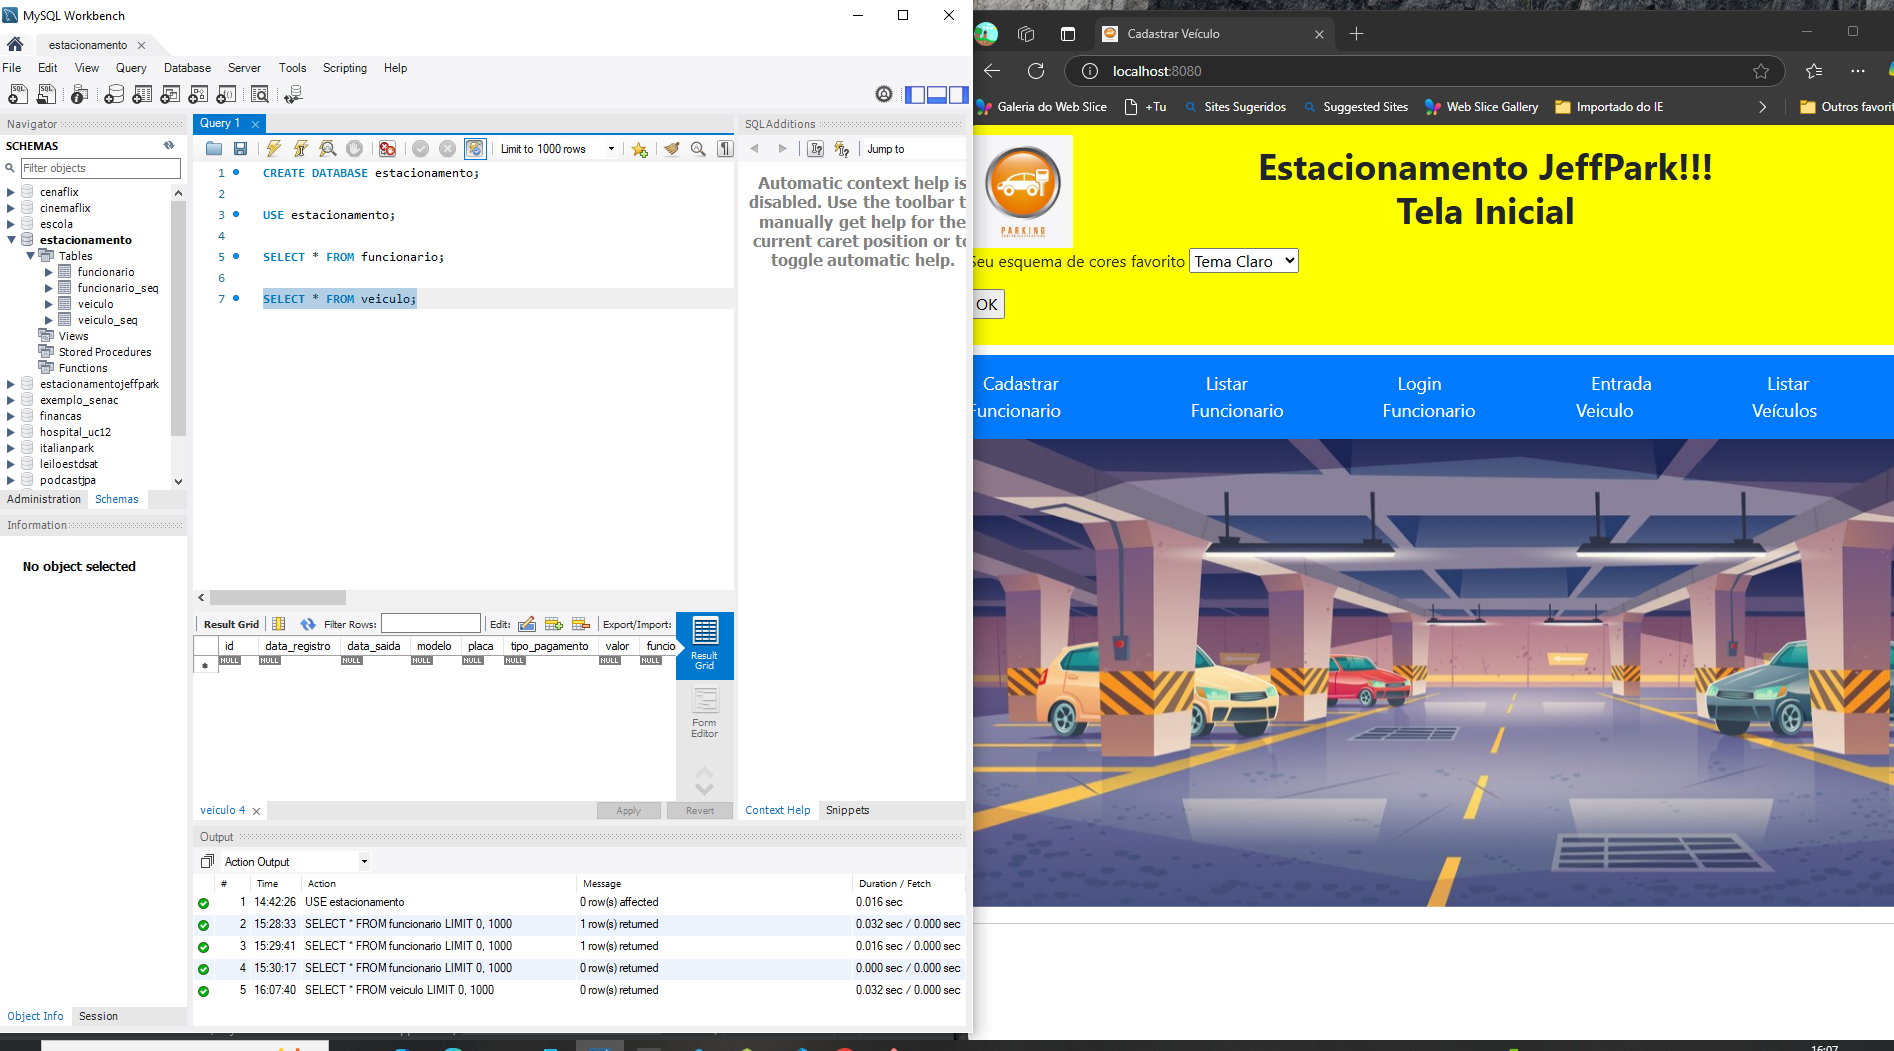 MySQL Workbench
estacionamento
File Edit View Query Database Server Tools Scripting Help
Navigator
SCHEMAS
Filter objects
cenaflix
cinemaflix
escola
estacionamento
Tables
funcionario
funcionario_seq
veiculo
veiculo_seq
Views
Stored Procedures
Functions
estacionamentojeffpark
exemplo_senac
financas
hospital_uc12
italianpark
leiloestdsat
podcastjpa
Administration Schemas
Information
No object selected
Object Info Session
Query 1
Limit to 1000 rows
1 CREATE DATABASE estacionamento;
2
3 USE estacionamento;
4
5 SELECT * FROM funcionario;
6
7 SELECT * FROM veiculo;
SQLAdditions
Jump to
Automatic context help is
disabled. Use the toolbar t
manually get help for the
current caret position or to
toggle automatic help.
Result Grid Filter Rows: Edit: Export/Import:
id data_registro data_saida modelo placa tipo_pagamento valor funcio
NULL NULL NULL NULL NULL NULL NULL NULL
Result
Grid
Form
Editor
veiculo 4
Apply Revert
Context Help Snippets
Output
Action Output
# Time Action Message Duration / Fetch
1 14:42:26 USE estacionamento 0 row(s) affected 0.016 sec
2 15:28:33 SELECT * FROM funcionario LIMIT 0, 1000 1 row(s) returned 0.032 sec / 0.000 sec
3 15:29:41 SELECT * FROM funcionario LIMIT 0, 1000 1 row(s) returned 0.016 sec / 0.000 sec
4 15:30:17 SELECT * FROM funcionario LIMIT 0, 1000 0 row(s) returned 0.000 sec / 0.000 sec
5 16:07:40 SELECT * FROM veiculo LIMIT 0, 1000 0 row(s) returned 0.032 sec / 0.000 sec
Cadastrar Veículo
localhost:8080
Galeria do Web Slice +Tu Sites Sugeridos Suggested Sites Web Slice Gallery Importado do IE Outros favorit
PARKING
Estacionamento JeffPark!!!
Tela Inicial
Seu esquema de cores favorito Tema Claro
OK
Cadastrar Funcionario
Listar Funcionario
Login Funcionario
Entrada Veiculo
Listar Veículos
16:07